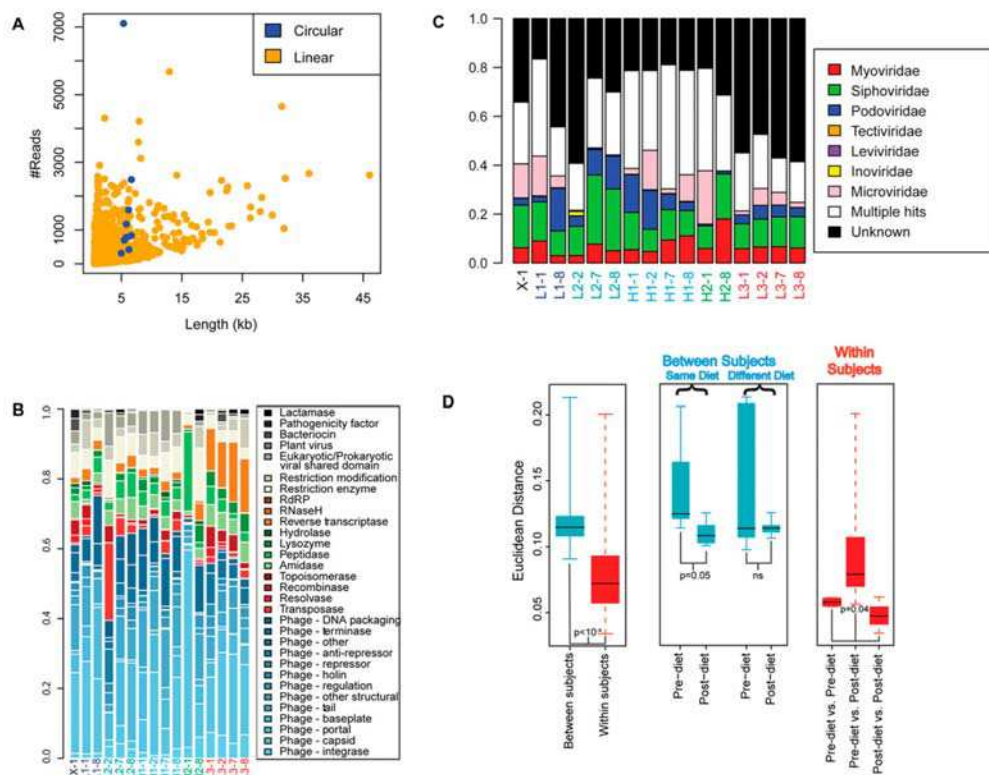 A
#Reads
7000
5000
3000
1000
0
5
15
25
35
45
Length (kb)
Circular
Linear
C
1.0
0.8
0.6
0.4
0.2
0.0
X-1
L1-1
L1-8
L2-2
L2-7
L2-8
H1-1
H1-2
H1-7
H1-8
H2-1
H2-8
L3-1
L3-2
L3-7
L3-8
Myoviridae
Siphoviridae
Podoviridae
Tectiviridae
Leviviridae
Inoviridae
Microviridae
Multiple hits
Unknown
B
1.0
0.8
0.6
0.4
0.2
0.0
X-1
Lactamase
Pathogenicity factor
Bacteriocin
Plant virus
Eukaryotic/Prokaryotic
viral shared domain
Restriction modification
Restriction enzyme
RdRP
RNaseH
Reverse transcriptase
Hydrolase
Lysozyme
Peptidase
Amidase
Topoisomerase
Recombinase
Resolvase
Transposase
Phage - DNA packaging
Phage - terminase
Phage - other
Phage - anti-repressor
Phage - repressor
Phage - holin
Phage - regulation
Phage - other structural
Phage - tail
Phage - baseplate
Phage - portal
Phage - capsid
Phage - integrase
D
Euclidean Distance
0.20
0.15
0.10
0.05
Between subjects
Within subjects
Between Subjects
Same Diet
Different Diet
p<0.05
ns
Pre-diet
Post-diet
Pre-diet
Post-diet
Within
Subjects
p=0.04
Pre-diet vs. Pre-diet
Pre-diet vs. Post-diet
Post-diet vs. Post-diet